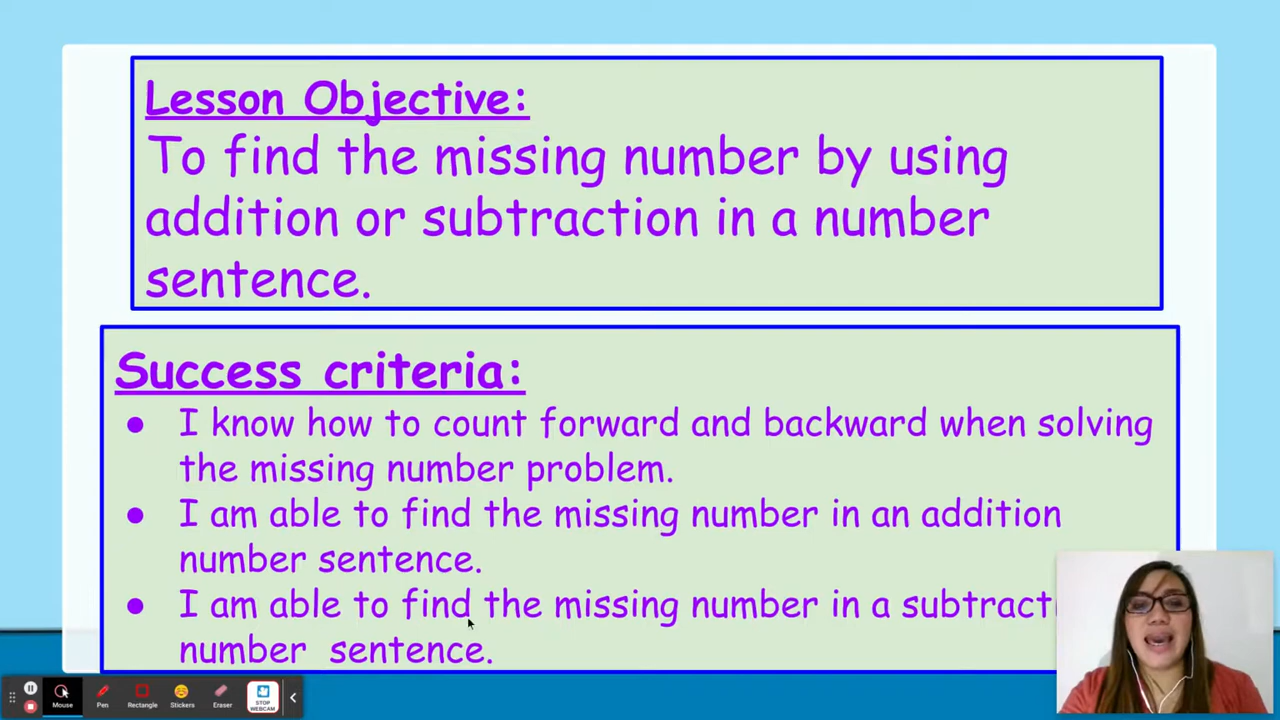 Lesson Objective:
To find the missing number by using
addition or subtraction in a number
sentence.
Success criteria:
● I know how to count forward and backward when solving
the missing number problem.
● I am able to find the missing number in an addition
number sentence.
● I am able to find the missing number in a subtract
number sentence.
Mouse Pen Rectangle Stickers Eraser STOP
WEBCAM